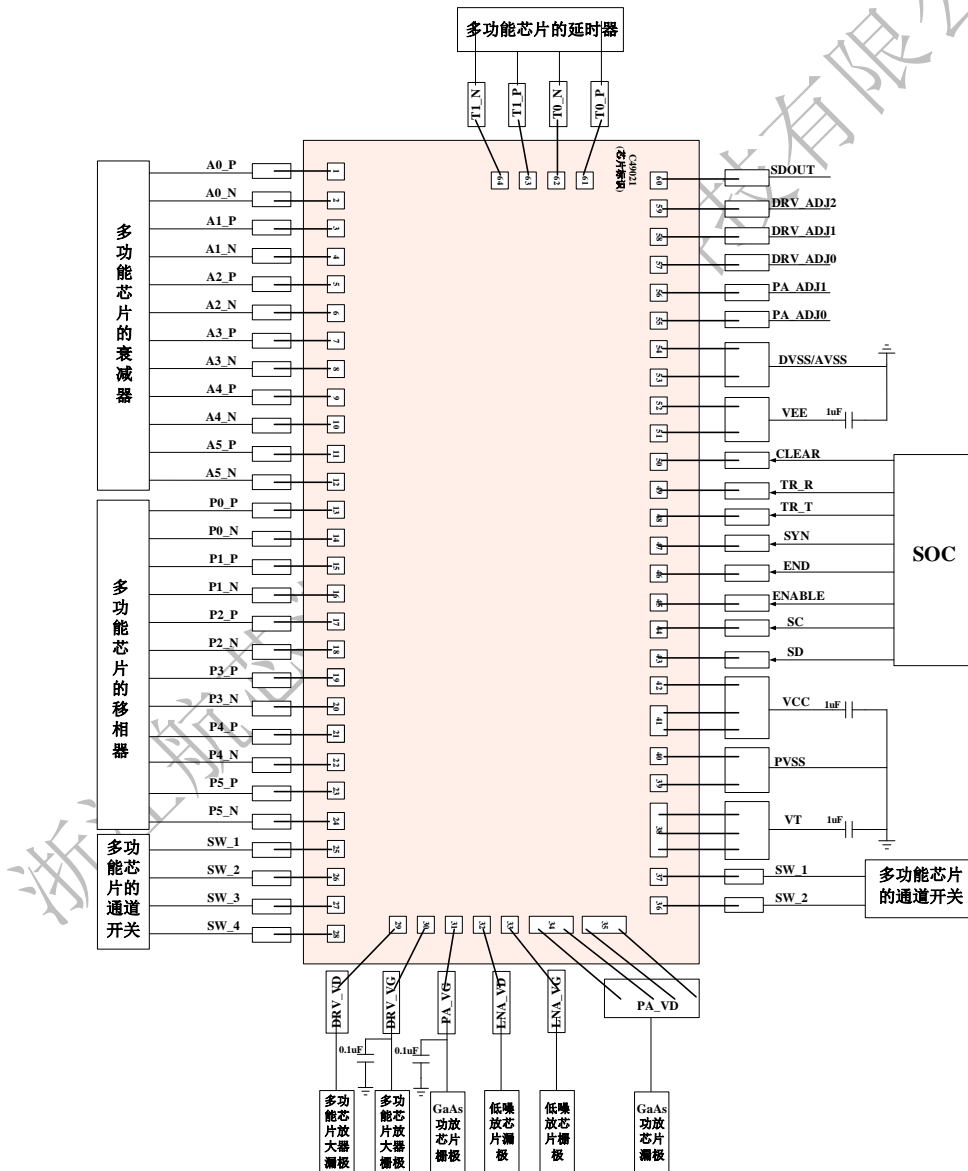 多功能芯片的延时器
T1_N
T1_P
T0_N
T0_P
C49021
(芯片标识)
64
63
62
61
多功能芯片的衰减器
A0_P
1
A0_N
2
A1_P
3
A1_N
4
A2_P
5
A2_N
6
A3_P
7
A3_N
8
A4_P
9
A4_N
10
A5_P
11
A5_N
12
多功能芯片的移相器
P0_P
13
P0_N
14
P1_P
15
P1_N
16
P2_P
17
P2_N
18
P3_P
19
P3_N
20
P4_P
21
P4_N
22
P5_P
23
P5_N
24
多功能芯片的通道开关
SW_1
25
SW_2
26
SW_3
27
SW_4
28
60
SDOUT
59
DRV_ADJ2
58
DRV_ADJ1
57
DRV_ADJ0
56
PA_ADJ1
55
PA_ADJ0
54
53
DVSS/AVSS
52
51
VEE
1uF
50
CLEAR
49
TR_R
48
TR_T
47
SYN
46
END
45
ENABLE
44
SC
43
SD
SOC
42
41
VCC
1uF
40
39
PVSS
38
VT
1uF
37
SW_1
36
SW_2
多功能芯片
的通道开关
29
30
31
32
33
34
35
DRV_VD
DRV_VG
PA_VG
LNA_VD
LNA_VG
PA_VD
0.1uF
0.1uF
多功能芯片放大器漏极
多功能芯片放大器栅极
GaAs功放芯片栅极
低噪放芯片漏极
低噪放芯片栅极
GaAs功放芯片漏极
浙江航芯
技有限公